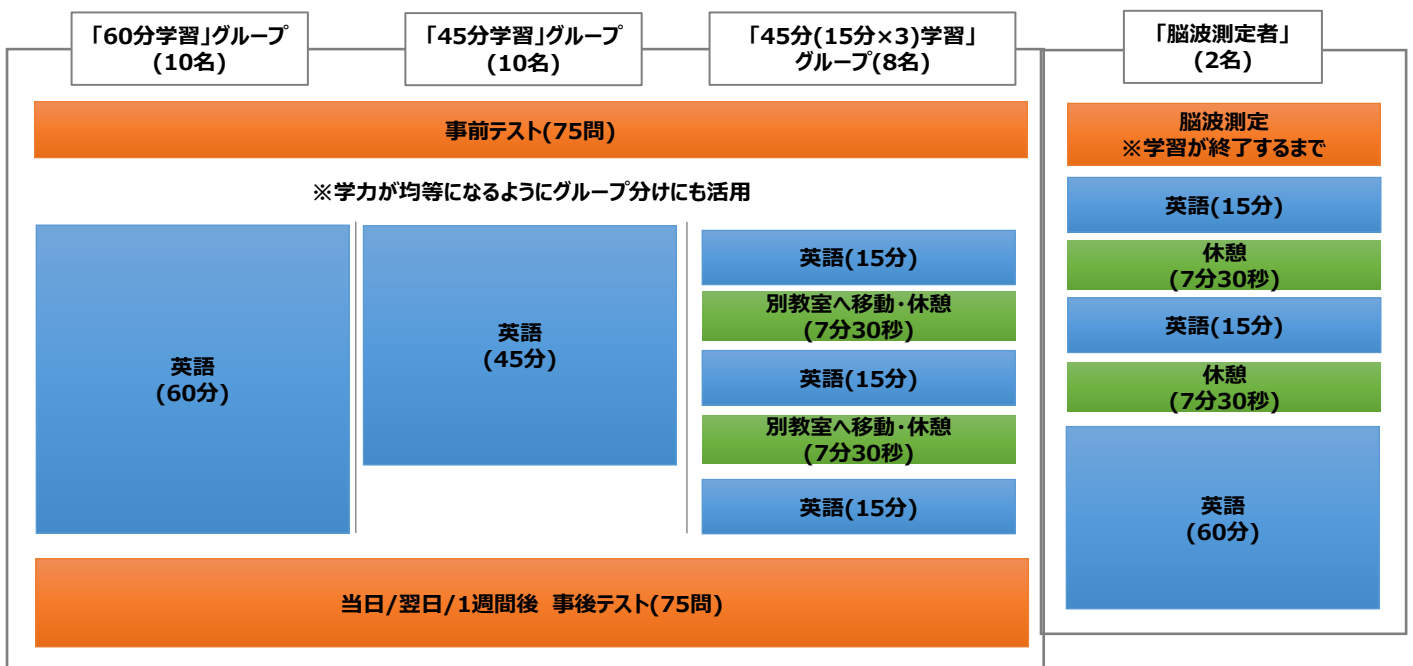 「60分学習」グループ
(10名)
「45分学習」グループ
(10名)
「45分(15分×3)学習」
グループ(8名)
「脳波測定者」
(2名)
事前テスト(75問)
※学力が均等になるようにグループ分けにも活用
英語
(60分)
英語
(45分)
英語(15分)
別教室へ移動・休憩
(7分30秒)
英語(15分)
別教室へ移動・休憩
(7分30秒)
英語(15分)
当日/翌日/1週間後 事後テスト(75問)
脳波測定
※学習が終了するまで
英語(15分)
休憩
(7分30秒)
英語(15分)
休憩
(7分30秒)
英語
(60分)